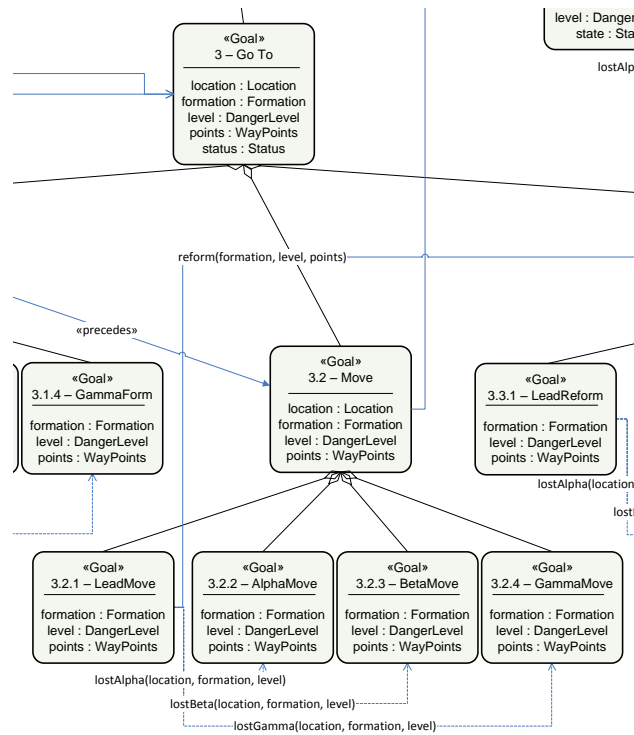 level : Dange
state : Sta
lostAlph
«Goal»
3 – Go To
location : Location
formation : Formation
level : DangerLevel
points : WayPoints
status : Status
reform(formation, level, points)
«precedes»
«Goal»
3.1.4 – GammaForm
formation : Formation
level : DangerLevel
points : WayPoints
«Goal»
3.2 – Move
location : Location
formation : Formation
level : DangerLevel
points : WayPoints
«Goal»
3.3.1 – LeadReform
formation : Formation
level : DangerLevel
points : WayPoints
lostAlpha(location
«Goal»
3.2.1 – LeadMove
formation : Formation
level : DangerLevel
points : WayPoints
«Goal»
3.2.2 – AlphaMove
formation : Formation
level : DangerLevel
points : WayPoints
«Goal»
3.2.3 – BetaMove
formation : Formation
level : DangerLevel
points : WayPoints
«Goal»
3.2.4 – GammaMove
formation : Formation
level : DangerLevel
points : WayPoints
lostAlpha(location, formation, level)
lostBeta(location, formation, level)
lostGamma(location, formation, level)